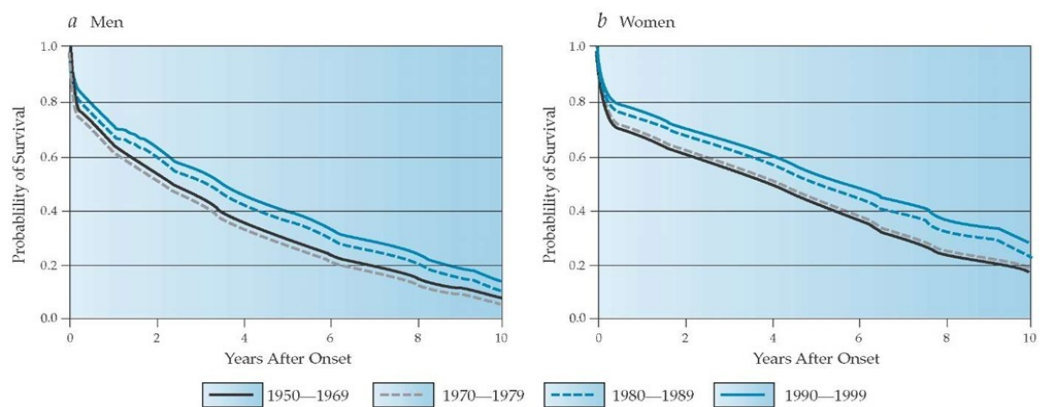 a Men
b Women
Probablility of Survival
1.0
0.8
0.6
0.4
0.2
0.0
0 2 4 6 8 10
Years After Onset
Probablility of Survival
1.0
0.8
0.6
0.4
0.2
0.0
0 2 4 6 8 10
Years After Onset
1950—1969 1970—1979 1980—1989 1990—1999